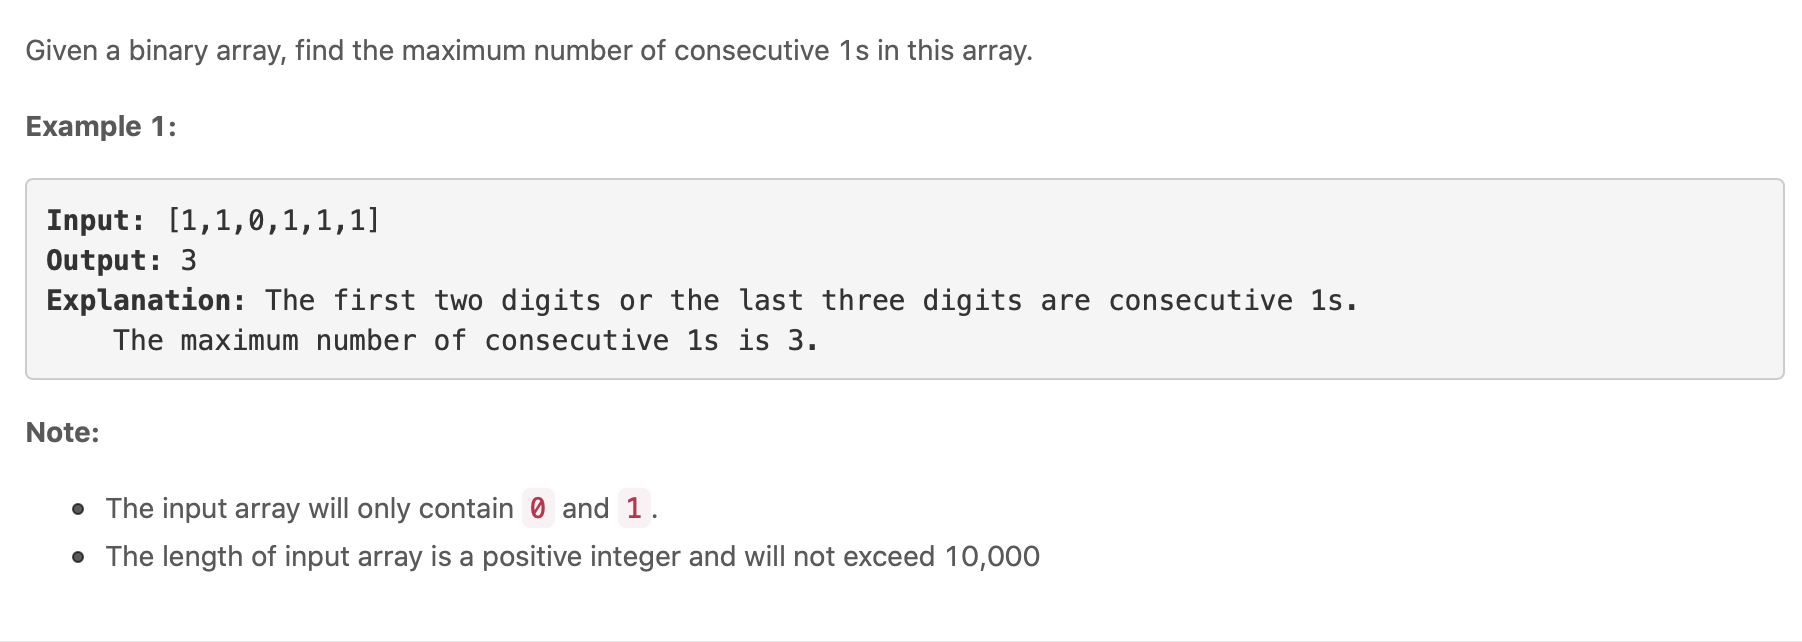 Given a binary array, find the maximum number of consecutive 1s in this array.
Example 1:
Input: [1,1,0,1,1,1]
Output: 3
Explanation: The first two digits or the last three digits are consecutive 1s.
    The maximum number of consecutive 1s is 3.
Note:
• The input array will only contain 0 and 1.
• The length of input array is a positive integer and will not exceed 10,000